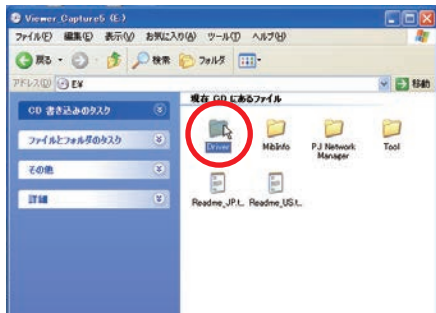 Viewer_Capture5 (E:)
ファイル(F) 編集(E) 表示(V) お気に入り(A) ツール(T) ヘルプ(H)
戻る 検索 フォルダ
アドレス(D) E:¥ 移動
現在 CD にあるファイル
CD 書き込みのタスク
ファイルとフォルダのタスク
その他
詳細
Driver MibInfo PJ Network Manager Tool
Readme_JP.t... Readme_US.t...